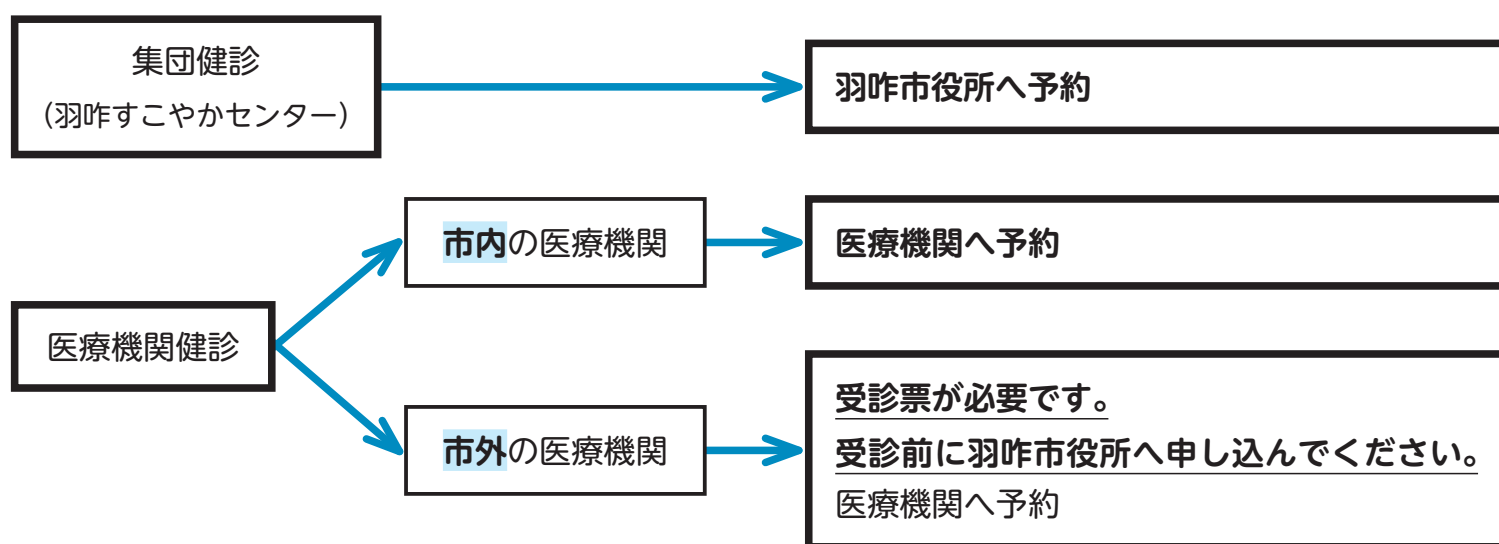 集団健診
(羽咋すこやかセンター)
羽咋市役所へ予約
医療機関健診
市内の医療機関
医療機関へ予約
市外の医療機関
受診票が必要です。
受診前に羽咋市役所へ申し込んでください。
医療機関へ予約